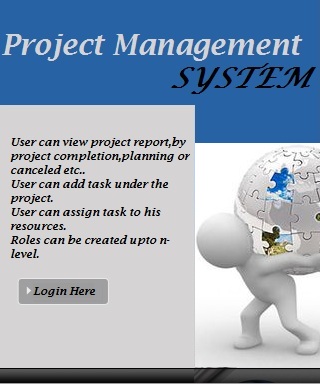 Project Management
SYSTEM
User can view project report,by
project completion,planning or
canceled etc..
User can add task under the
project.
User can assign task to his
resources.
Roles can be created upto n-
level.
Login Here